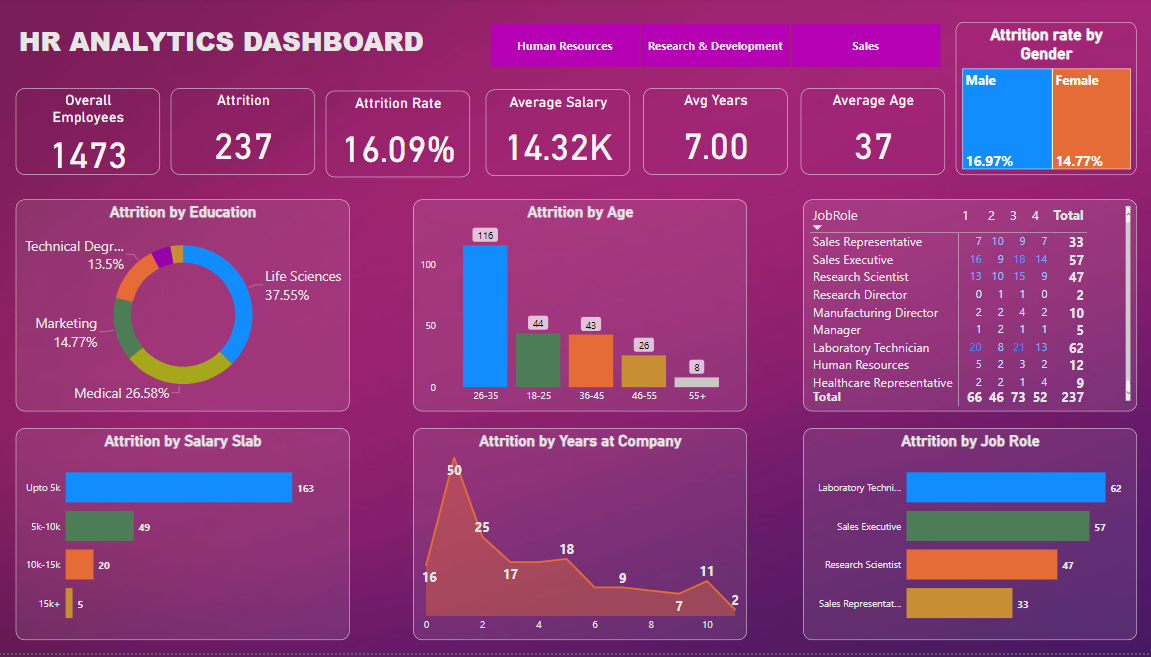 HR ANALYTICS DASHBOARD
Human Resources
Research & Development
Sales
Attrition rate by
Gender
Male
Female
16.97%
14.77%
Overall
Employees
1473
Attrition
237
Attrition Rate
16.09%
Average Salary
14.32K
Avg Years
7.00
Average Age
37
Attrition by Education
Technical Degr...
13.5%
Life Sciences
37.55%
Marketing
14.77%
Medical 26.58%
Attrition by Age
100
50
0
116
44
43
26
8
26-35
18-25
36-45
46-55
55+
JobRole 1 2 3 4 Total
Sales Representative 7 10 9 7 33
Sales Executive 16 9 18 14 57
Research Scientist 13 10 15 9 47
Research Director 0 1 1 0 2
Manufacturing Director 2 2 4 2 10
Manager 1 2 1 1 5
Laboratory Technician 20 8 21 13 62
Human Resources 5 2 3 2 12
Healthcare Representative 2 2 1 4 9
Total 66 46 73 52 237
Attrition by Salary Slab
Upto 5k 163
5k-10k 49
10k-15k 20
15k+ 5
Attrition by Years at Company
50
25
16
17
18
9
7
11
2
0 2 4 6 8 10
Attrition by Job Role
Laboratory Techni... 62
Sales Executive 57
Research Scientist 47
Sales Representat... 33